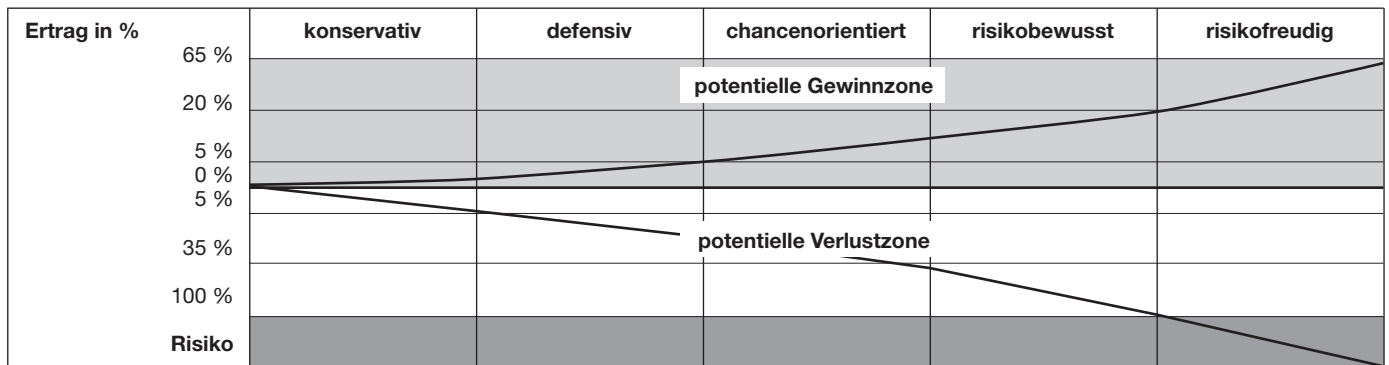 Ertrag in % konservativ defensiv chancenorientiert risikobewusst risikofreudig
65 %
potentielle Gewinnzone
20 %
5 %
0 %
5 %
potentielle Verlustzone
35 %
100 %
Risiko